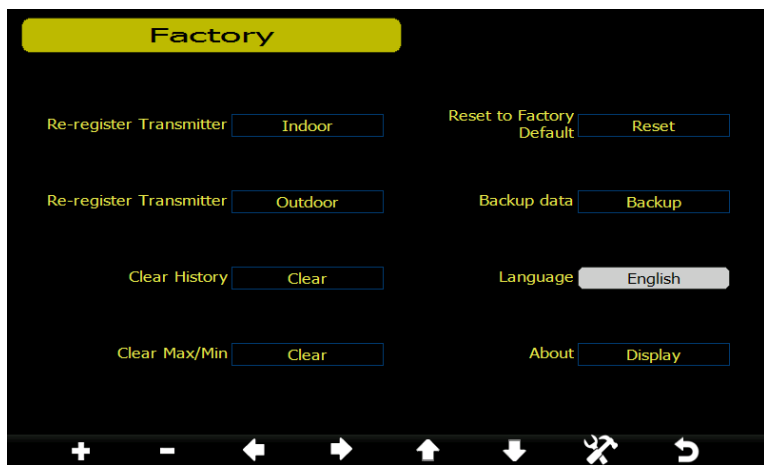 Factory
Re-register Transmitter Indoor
Reset to Factory
Default Reset
Re-register Transmitter Outdoor
Backup data Backup
Clear History Clear
Language English
Clear Max/Min Clear
About Display